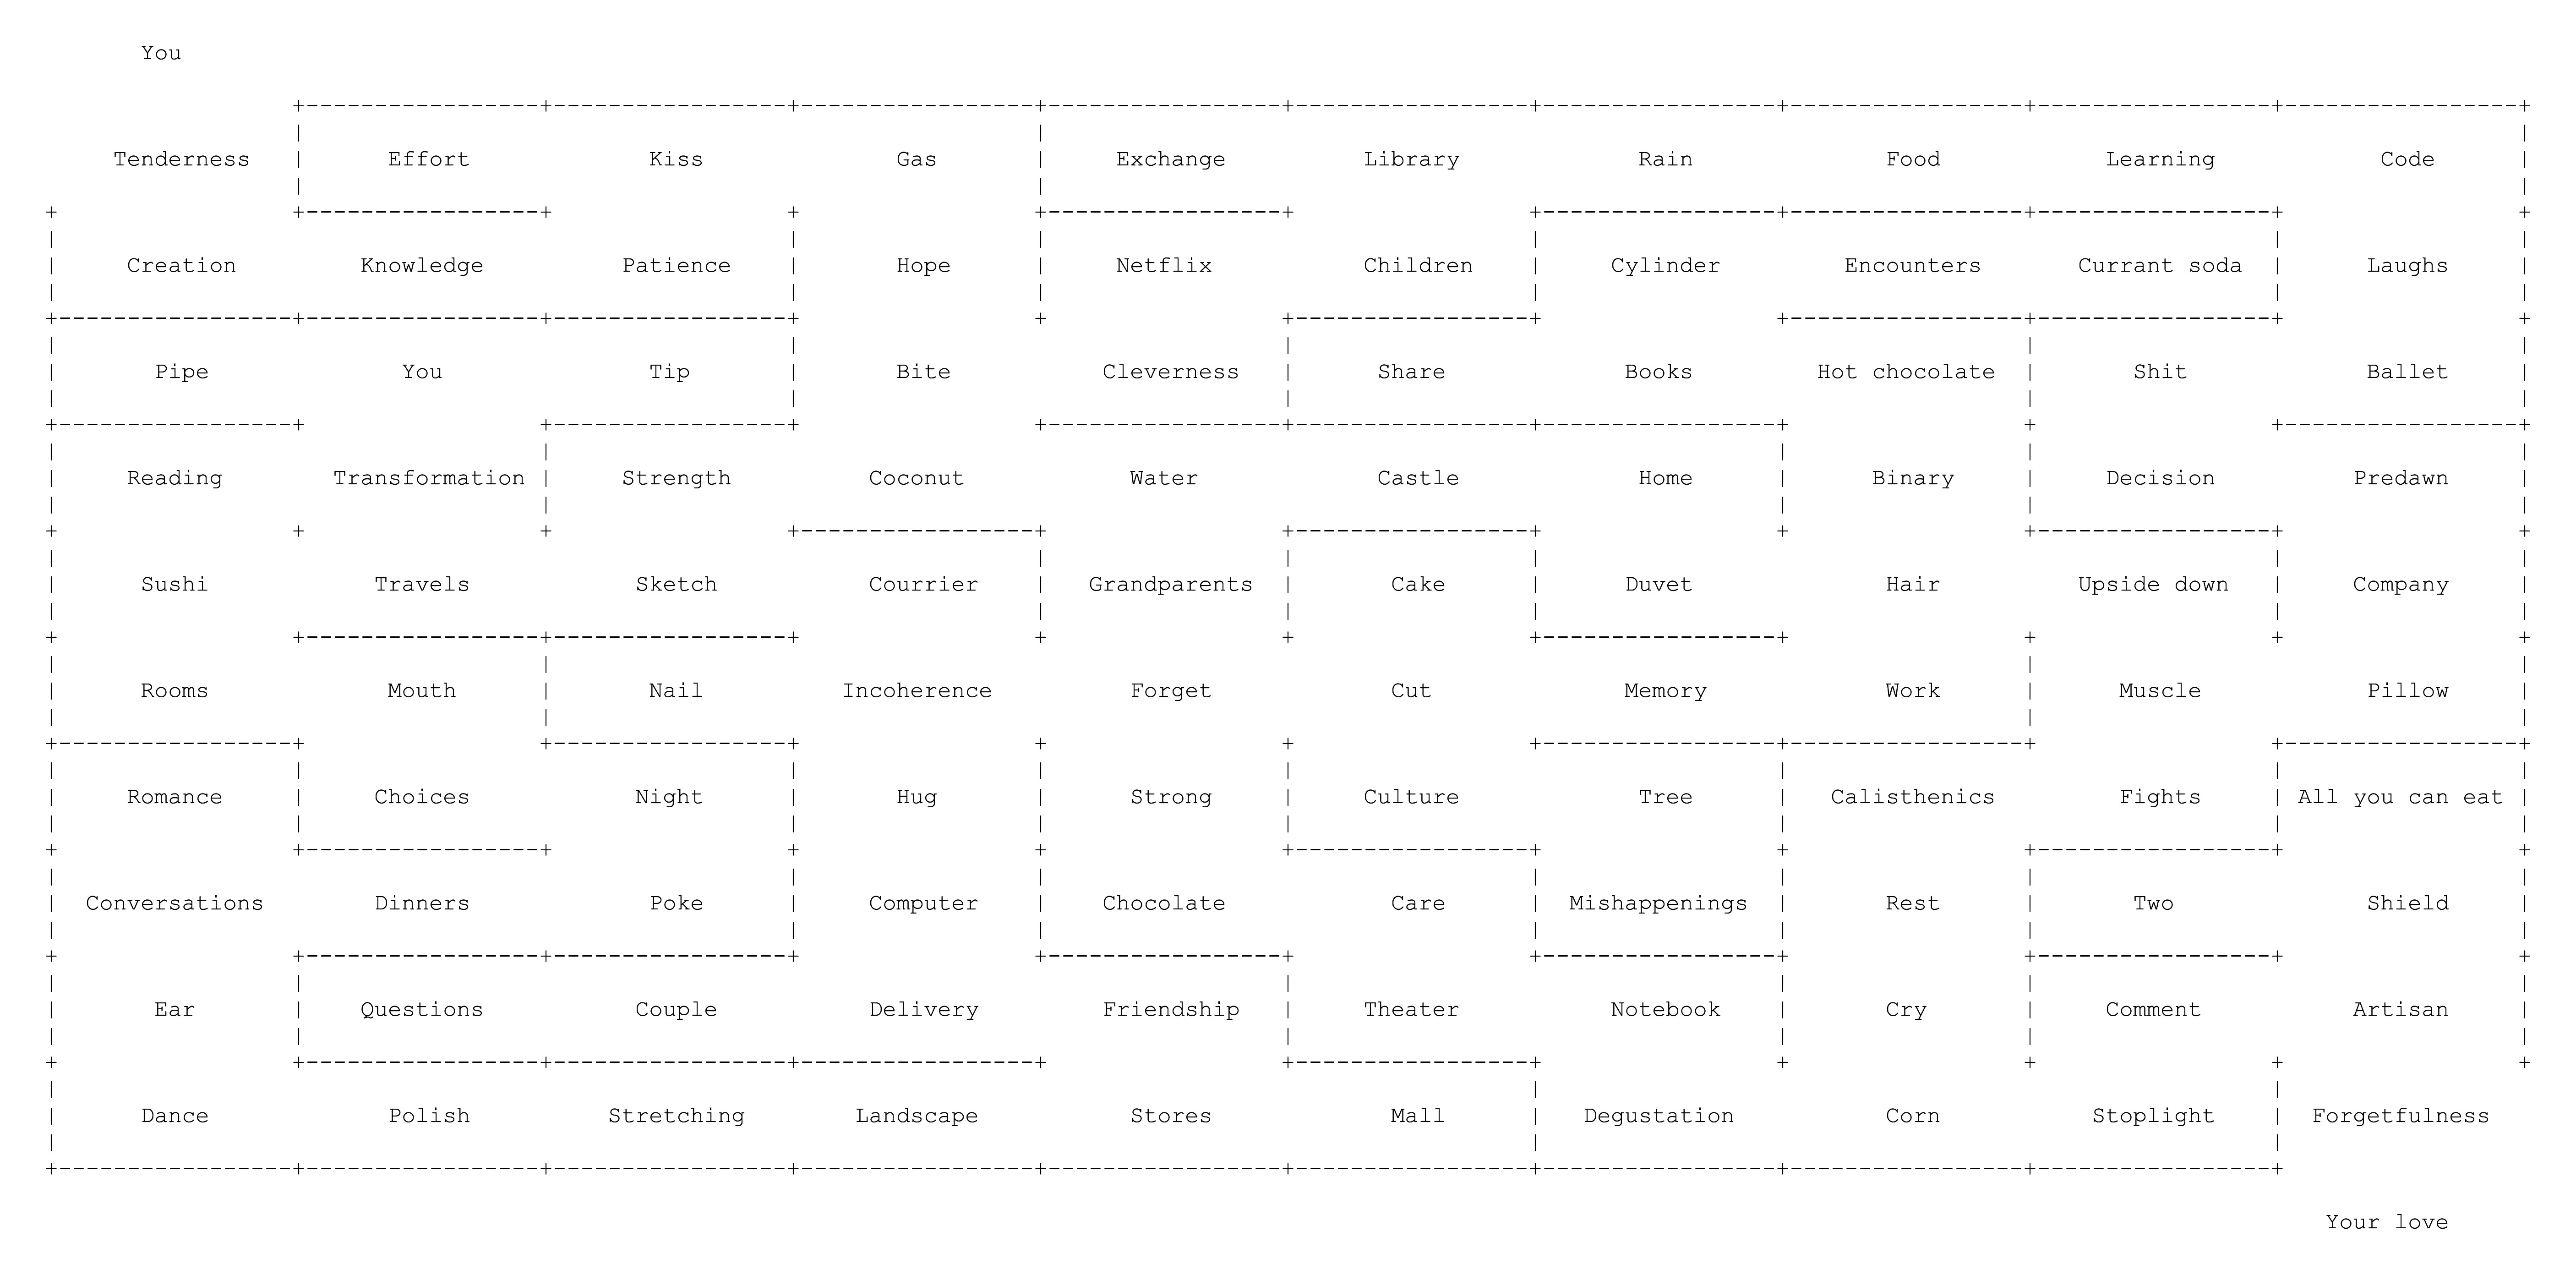 You
Tenderness Effort Kiss Gas Exchange Library Rain Food Learning Code
Creation Knowledge Patience Hope Netflix Children Cylinder Encounters Currant soda Laughs
Pipe You Tip Bite Cleverness Share Books Hot chocolate Shit Ballet
Reading Transformation Strength Coconut Water Castle Home Binary Decision Predawn
Sushi Travels Sketch Courrier Grandparents Cake Duvet Hair Upside down Company
Rooms Mouth Nail Incoherence Forget Cut Memory Work Muscle Pillow
Romance Choices Night Hug Strong Culture Tree Calisthenics Fights All you can eat
Conversations Dinners Poke Computer Chocolate Care Mishappenings Rest Two Shield
Ear Questions Couple Delivery Friendship Theater Notebook Cry Comment Artisan
Dance Polish Stretching Landscape Stores Mall Degustation Corn Stoplight Forgetfulness
Your love